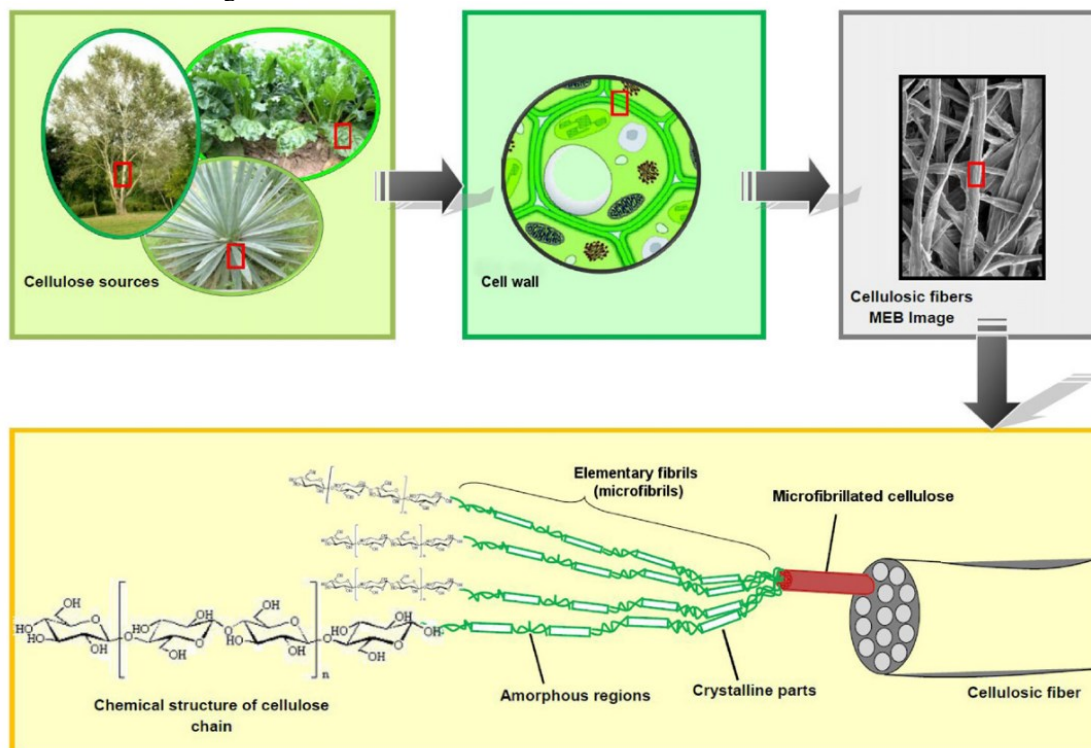 Cellulose sources
Cell wall
Cellulosic fibers
MEB Image
Elementary fibrils
(microfibrils)
Microfibrillated cellulose
OH
HO
HO
OH
O
OH
HO
OH
O
O
HO
OH
O
OH
O
HO
OH
OH
OH
n
Amorphous regions
Crystalline parts
Cellulosic fiber
Chemical structure of cellulose
chain